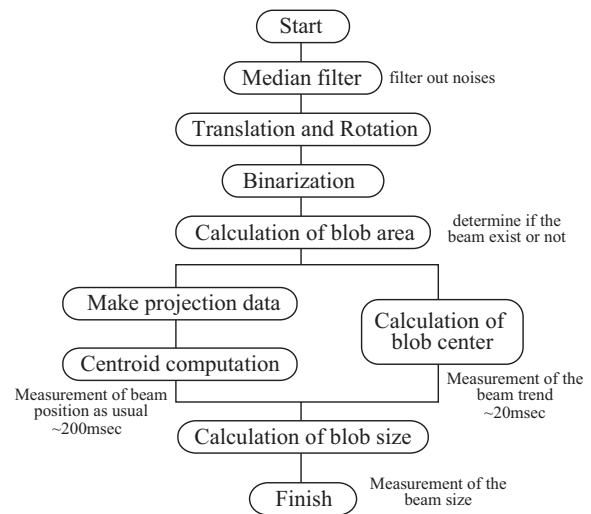 Start
Median filter
filter out noises
Translation and Rotation
Binarization
Calculation of blob area
determine if the
beam exist or not
Make projection data
Centroid computation
Measurement of beam
position as usual
~200msec
Calculation of
blob center
Measurement of the
beam trend
~20msec
Calculation of blob size
Measurement of the
beam size
Finish